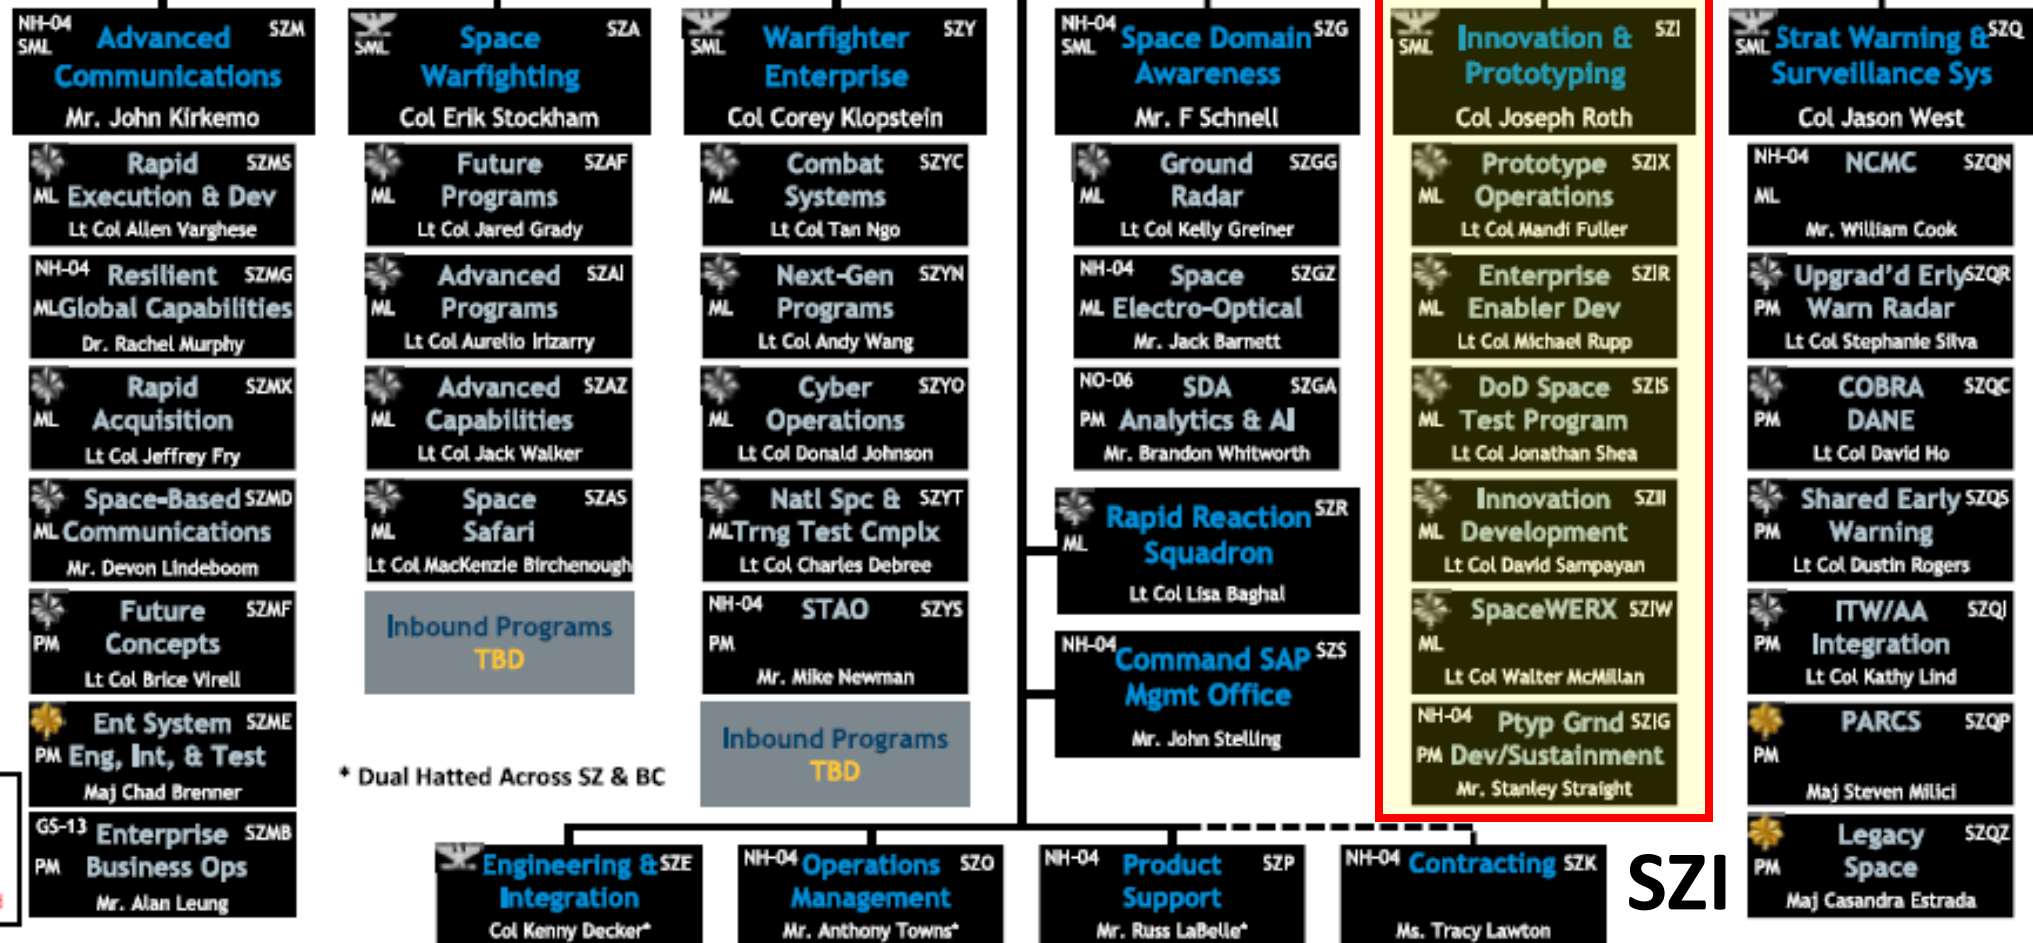 NH-04
SML
Advanced
Communications
SZM
Mr. John Kirkemo
Rapid
Execution & Dev
SZMS
ML
Lt Col Allen Varghese
NH-04
Resilient
Global Capabilities
SZMG
ML
Dr. Rachel Murphy
Rapid
Acquisition
SZMX
ML
Lt Col Jeffrey Fry
Space-Based
Communications
SZMD
ML
Mr. Devon Lindeboom
Future
Concepts
SZMF
PM
Lt Col Brice Virell
Ent System
Eng, Int, & Test
SZME
PM
Maj Chad Brenner
GS-13
Enterprise
Business Ops
SZMB
PM
Mr. Alan Leung
SML
Space
Warfighting
SZA
Col Erik Stockham
Future
Programs
SZAF
ML
Lt Col Jared Grady
Advanced
Programs
SZAI
ML
Lt Col Aurelio Irizarry
Advanced
Capabilities
SZAZ
ML
Lt Col Jack Walker
Space
Safari
SZAS
ML
Lt Col MacKenzie Birchenough
Inbound Programs
TBD
* Dual Hatted Across SZ & BC
SML
Warfighter
Enterprise
SZY
Col Corey Klopstein
Combat
Systems
SZYC
ML
Lt Col Tan Ngo
Next-Gen
Programs
SZYN
ML
Lt Col Andy Wang
Cyber
Operations
SZYO
ML
Lt Col Donald Johnson
Natl Spc &
Trng Test Cmplx
SZYT
ML
Lt Col Charles Debree
NH-04
STAO
SZYS
PM
Mr. Mike Newman
Inbound Programs
TBD
NH-04
SML
Space Domain
Awareness
SZG
Mr. F Schnell
Ground
Radar
SZGG
ML
Lt Col Kelly Greiner
NH-04
Space
Electro-Optical
SZGZ
ML
Mr. Jack Barnett
NO-06
SDA
Analytics & AI
SZGA
PM
Mr. Brandon Whitworth
Rapid Reaction
Squadron
SZR
ML
Lt Col Lisa Baghal
NH-04
Command SAP
Mgmt Office
SZS
Mr. John Stelling
SML
Innovation &
Prototyping
SZI
Col Joseph Roth
Prototype
Operations
SZIX
ML
Lt Col Mandi Fuller
Enterprise
Enabler Dev
SZIR
ML
Lt Col Michael Rupp
DoD Space
Test Program
SZIS
ML
Lt Col Jonathan Shea
Innovation
Development
SZII
ML
Lt Col David Sampayan
SpaceWERX
SZIW
ML
Lt Col Walter McMillan
NH-04
Ptyp Grnd
Dev/Sustainment
SZIG
PM
Mr. Stanley Straight
SML
Strat Warning &
Surveillance Sys
SZQ
Col Jason West
NH-04
NCMC
SZQN
ML
Mr. William Cook
Upgrad'd Erly
Warn Radar
SZQR
PM
Lt Col Stephanie Silva
COBRA
DANE
SZQC
PM
Lt Col David Ho
Shared Early
Warning
SZQS
PM
Lt Col Dustin Rogers
ITW/AA
Integration
SZQI
PM
Lt Col Kathy Lind
PARCS
SZQP
PM
Maj Steven Milici
Legacy
Space
SZQZ
PM
Maj Casandra Estrada
Engineering &
Integration
SZE
Col Kenny Decker*
NH-04
Operations
Management
SZO
Mr. Anthony Towns*
NH-04
Product
Support
SZP
Mr. Russ LaBelle*
NH-04
Contracting
SZK
Ms. Tracy Lawton
SZI